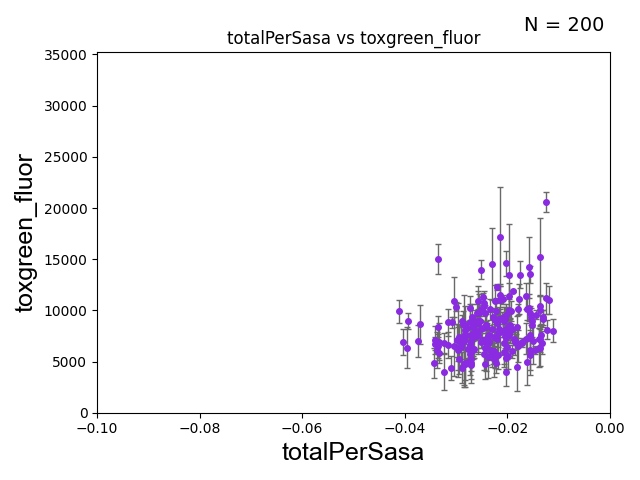 N = 200
totalPerSasa vs toxgreen_fluor
35000
30000
25000
20000
15000
10000
5000
0
toxgreen_fluor
−0.10 −0.08 −0.06 −0.04 −0.02 0.00
totalPerSasa